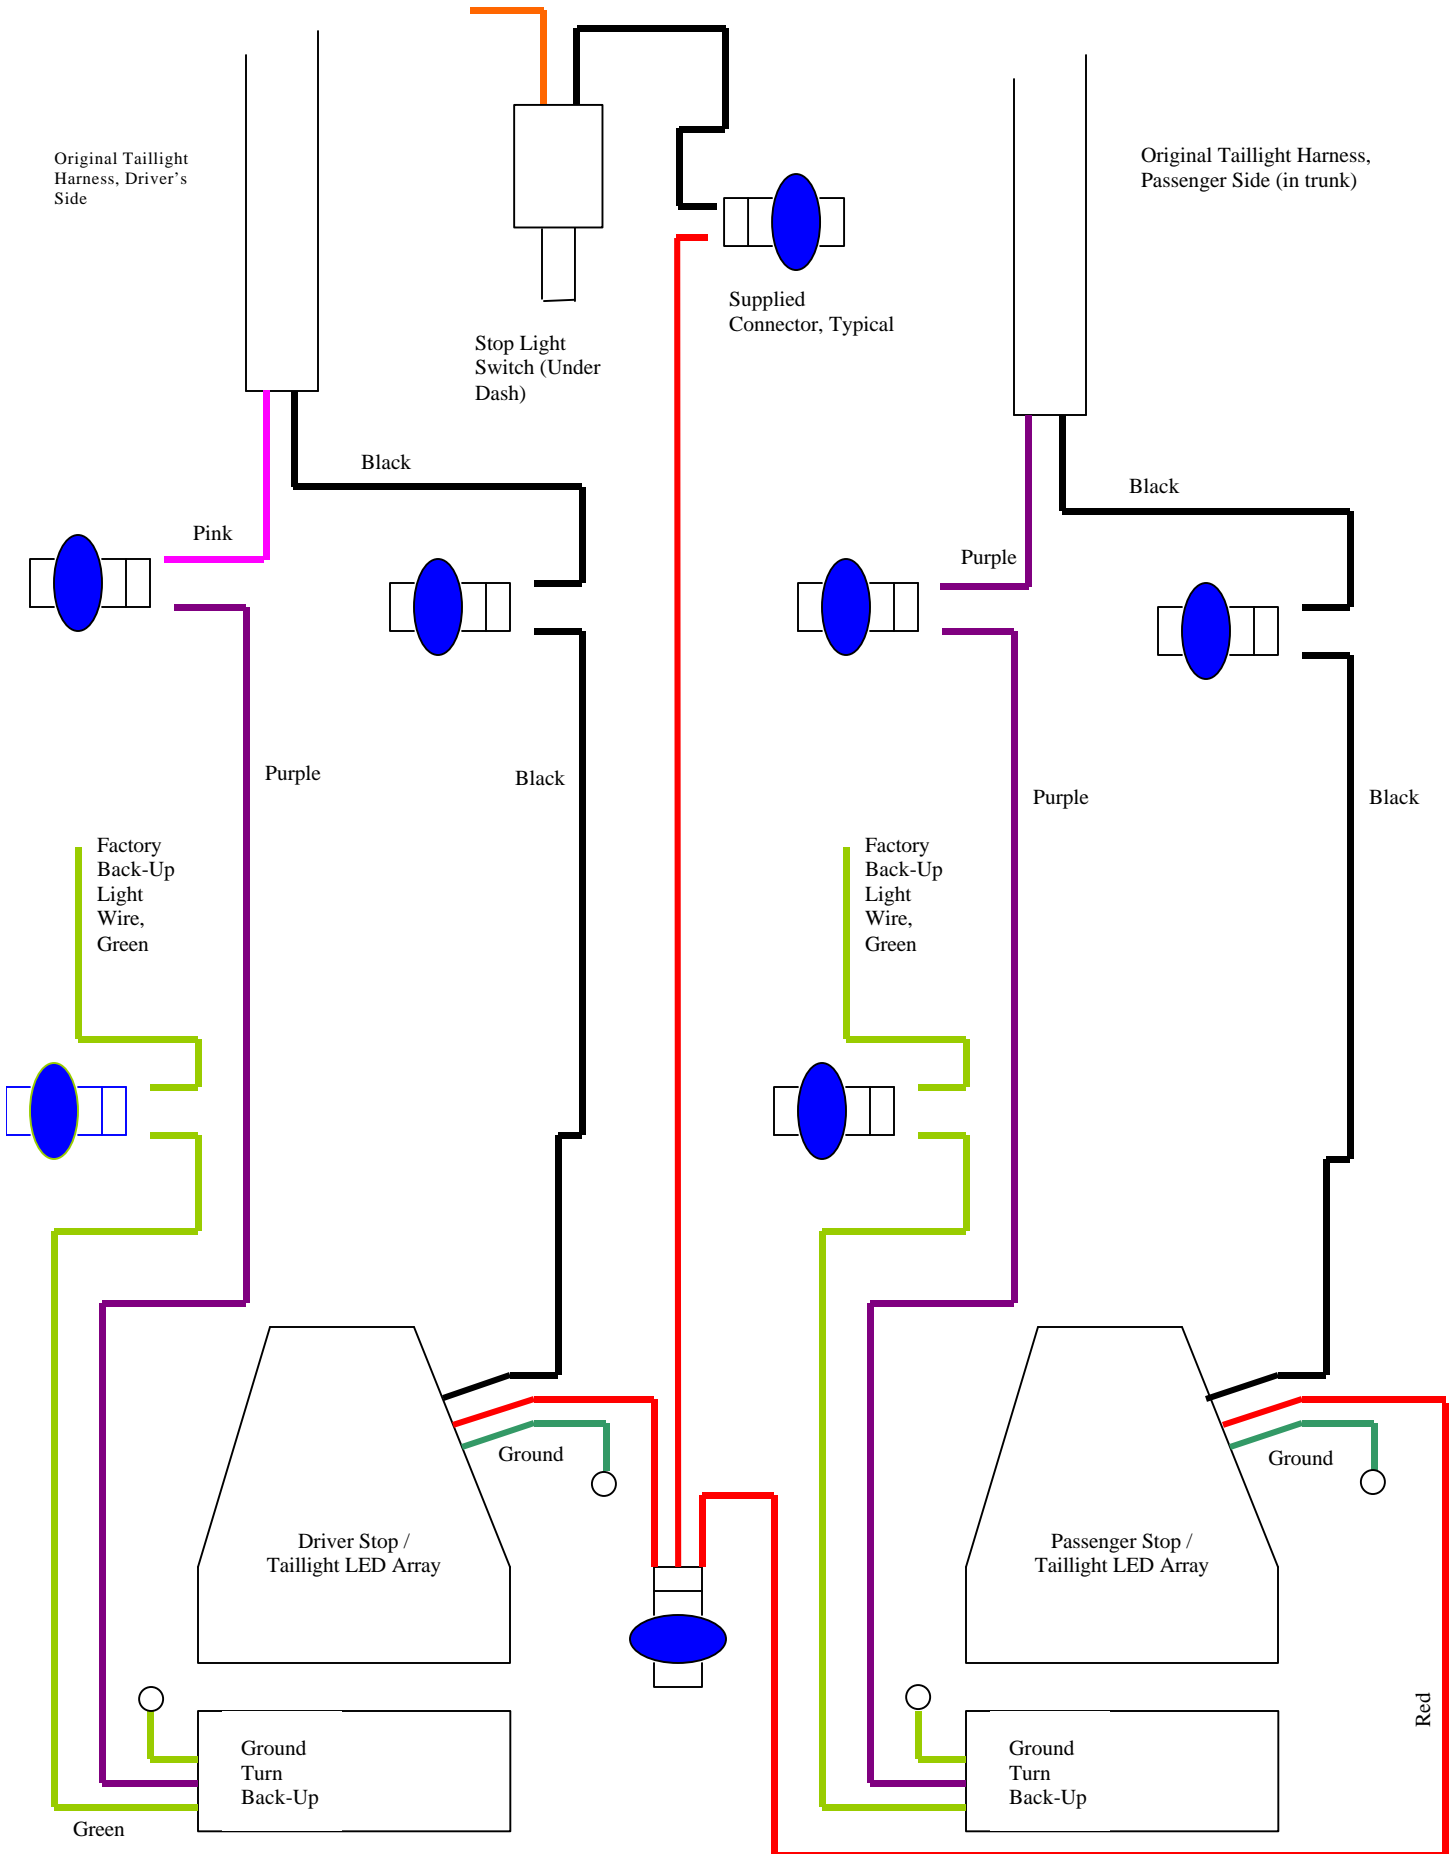 Original Taillight
Harness, Driver's
Side
Original Taillight Harness,
Passenger Side (in trunk)
Supplied
Connector, Typical
Stop Light
Switch (Under
Dash)
Black
Black
Pink
Purple
Purple
Black
Purple
Black
Factory
Back-Up
Light
Wire,
Green
Factory
Back-Up
Light
Wire,
Green
Ground
Ground
Driver Stop /
Taillight LED Array
Passenger Stop /
Taillight LED Array
Red
Ground
Turn
Back-Up
Ground
Turn
Back-Up
Green